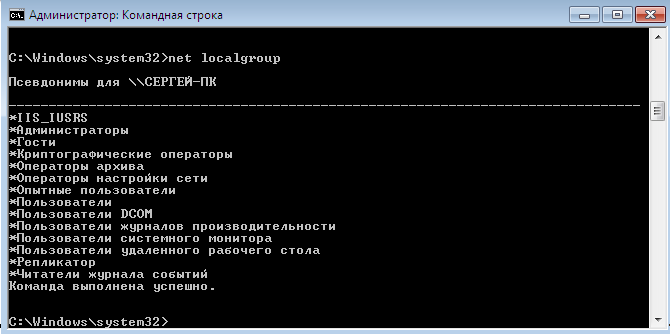 Администратор: Командная строка
C:\Windows\system32>net localgroup
Псевдонимы для \\СЕРГЕЙ-ПК
-------------------------------------------------------------------------------
*IIS_IUSRS
*Администраторы
*Гости
*Криптографические операторы
*Операторы архива
*Операторы настройки сети
*Опытные пользователи
*Пользователи
*Пользователи DCOM
*Пользователи журналов производительности
*Пользователи системного монитора
*Пользователи удаленного рабочего стола
*Репликатор
*Читатели журнала событий
Команда выполнена успешно.
C:\Windows\system32>